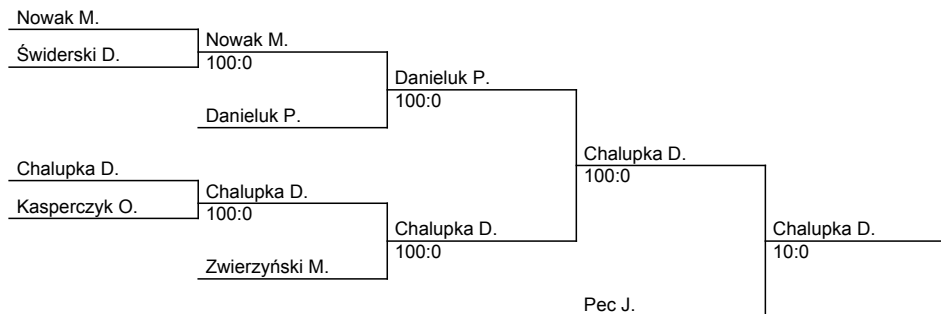 Nowak M.
Świderski D.
Nowak M.
100:0
Danieluk P.
Danieluk P.
100:0
Chalupka D.
Kasperczyk O.
Chalupka D.
100:0
Zwierzyński M.
Chalupka D.
100:0
Chalupka D.
100:0
Pec J.
Chalupka D.
10:0